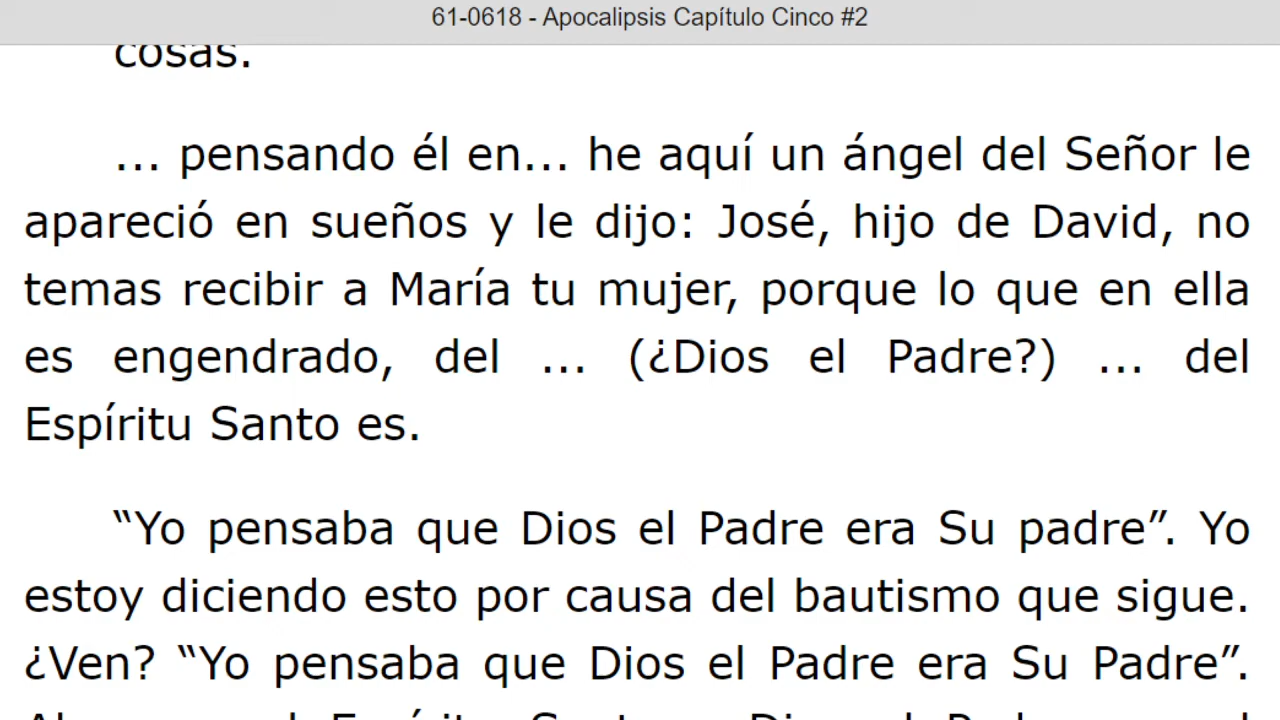 61-0618 - Apocalipsis Capítulo Cinco #2
cosas.
... pensando él en... he aquí un ángel del Señor le
apareció en sueños y le dijo: José, hijo de David, no
temas recibir a María tu mujer, porque lo que en ella
es engendrado, del ... (¿Dios el Padre?) ... del
Espíritu Santo es.
“Yo pensaba que Dios el Padre era Su padre”. Yo
estoy diciendo esto por causa del bautismo que sigue.
¿Ven? “Yo pensaba que Dios el Padre era Su Padre”.